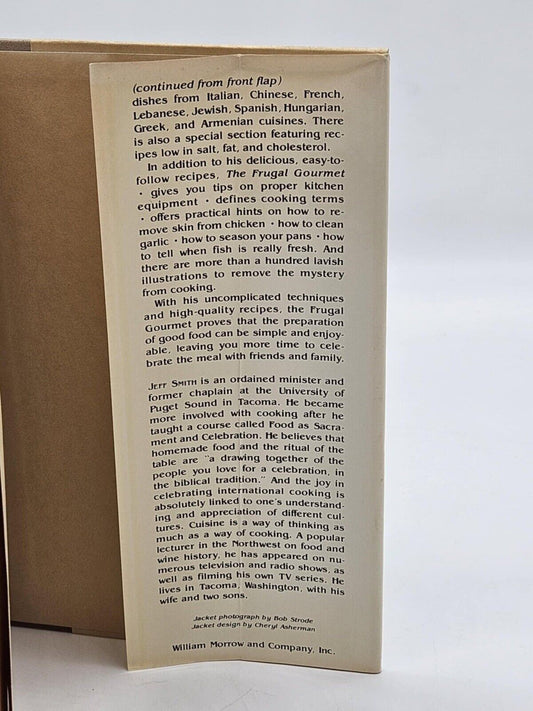 (continued from front flap)
dishes from Italian, Chinese, French,
Lebanese, Jewish, Spanish, Hungarian,
Greek, and Armenian cuisines. There
is also a special section featuring rec-
ipes low in salt, fat, and cholesterol.
In addition to his delicious, easy-to-
follow recipes, The Frugal Gourmet
• gives you tips on proper kitchen
equipment • defines cooking terms
• offers practical hints on how to re-
move skin from chicken • how to clean
garlic • how to season your pans • how
to tell when fish is really fresh. And
there are more than a hundred lavish
illustrations to remove the mystery
from cooking.
With his uncomplicated techniques
and high-quality recipes, the Frugal
Gourmet proves that the preparation
of good food can be simple and enjoy-
able, leaving you more time to cele-
brate the meal with friends and family.
JEFF SMITH is an ordained minister and
former chaplain at the University of
Puget Sound in Tacoma. He became
more involved with cooking after he
taught a course called Food as Sacra-
ment and Celebration. He believes that
homemade food and the ritual of the
table are "a drawing together of the
people you love for a celebration, in
the biblical tradition." And the joy in
celebrating international cooking is
absolutely linked to one's understand-
ing and appreciation of different cul-
tures. Cuisine is a way of thinking as
much as a way of cooking. A popular
lecturer in the Northwest on food and
wine history, he has appeared on nu-
merous television and radio shows, as
well as filming his own TV series. He
lives in Tacoma, Washington, with his
wife and two sons.
Jacket photograph by Bob Strode
Jacket design by Cheryl Asherman
William Morrow and Company, Inc.